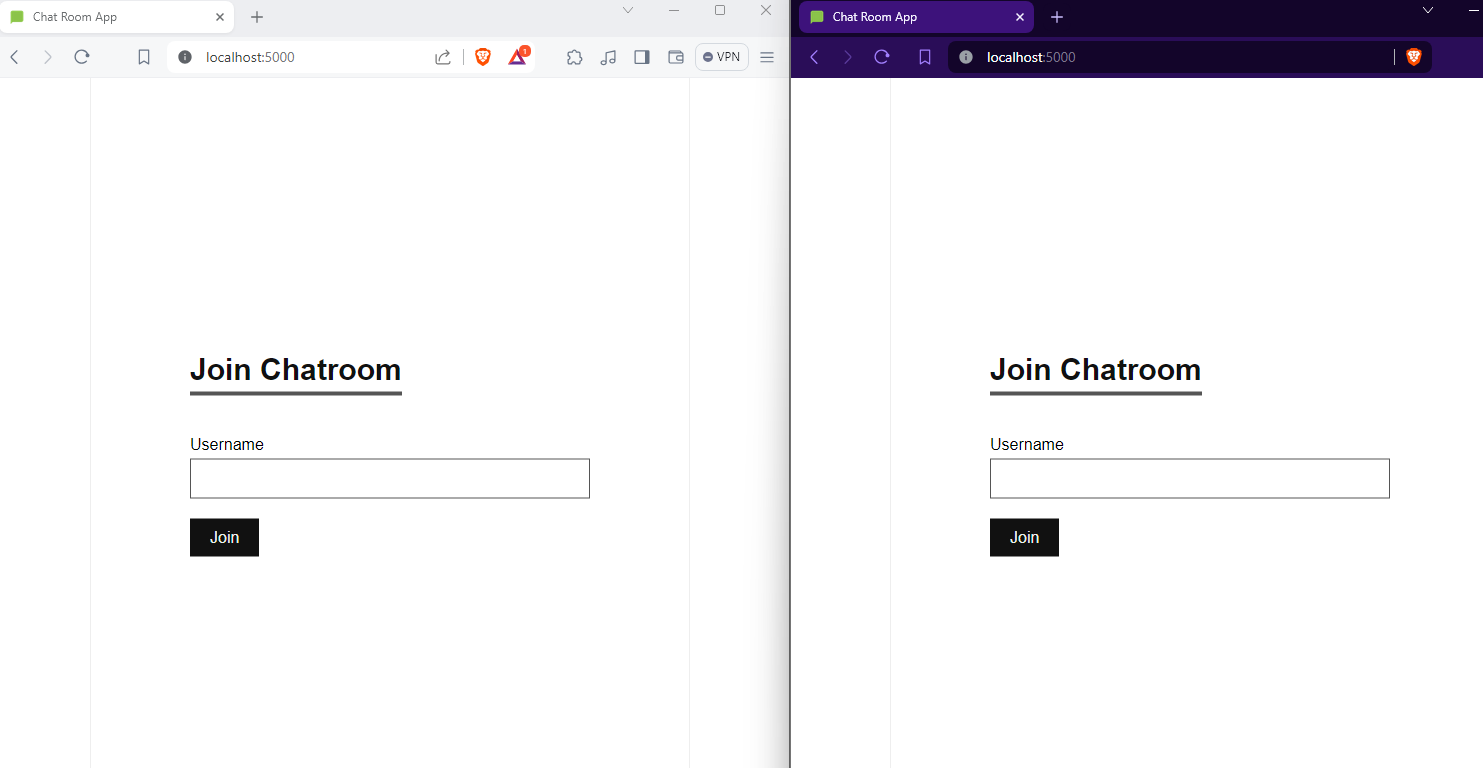 Chat Room App
localhost:5000
1
VPN
Join Chatroom
Username
Join
Chat Room App
localhost:5000
Join Chatroom
Username
Join